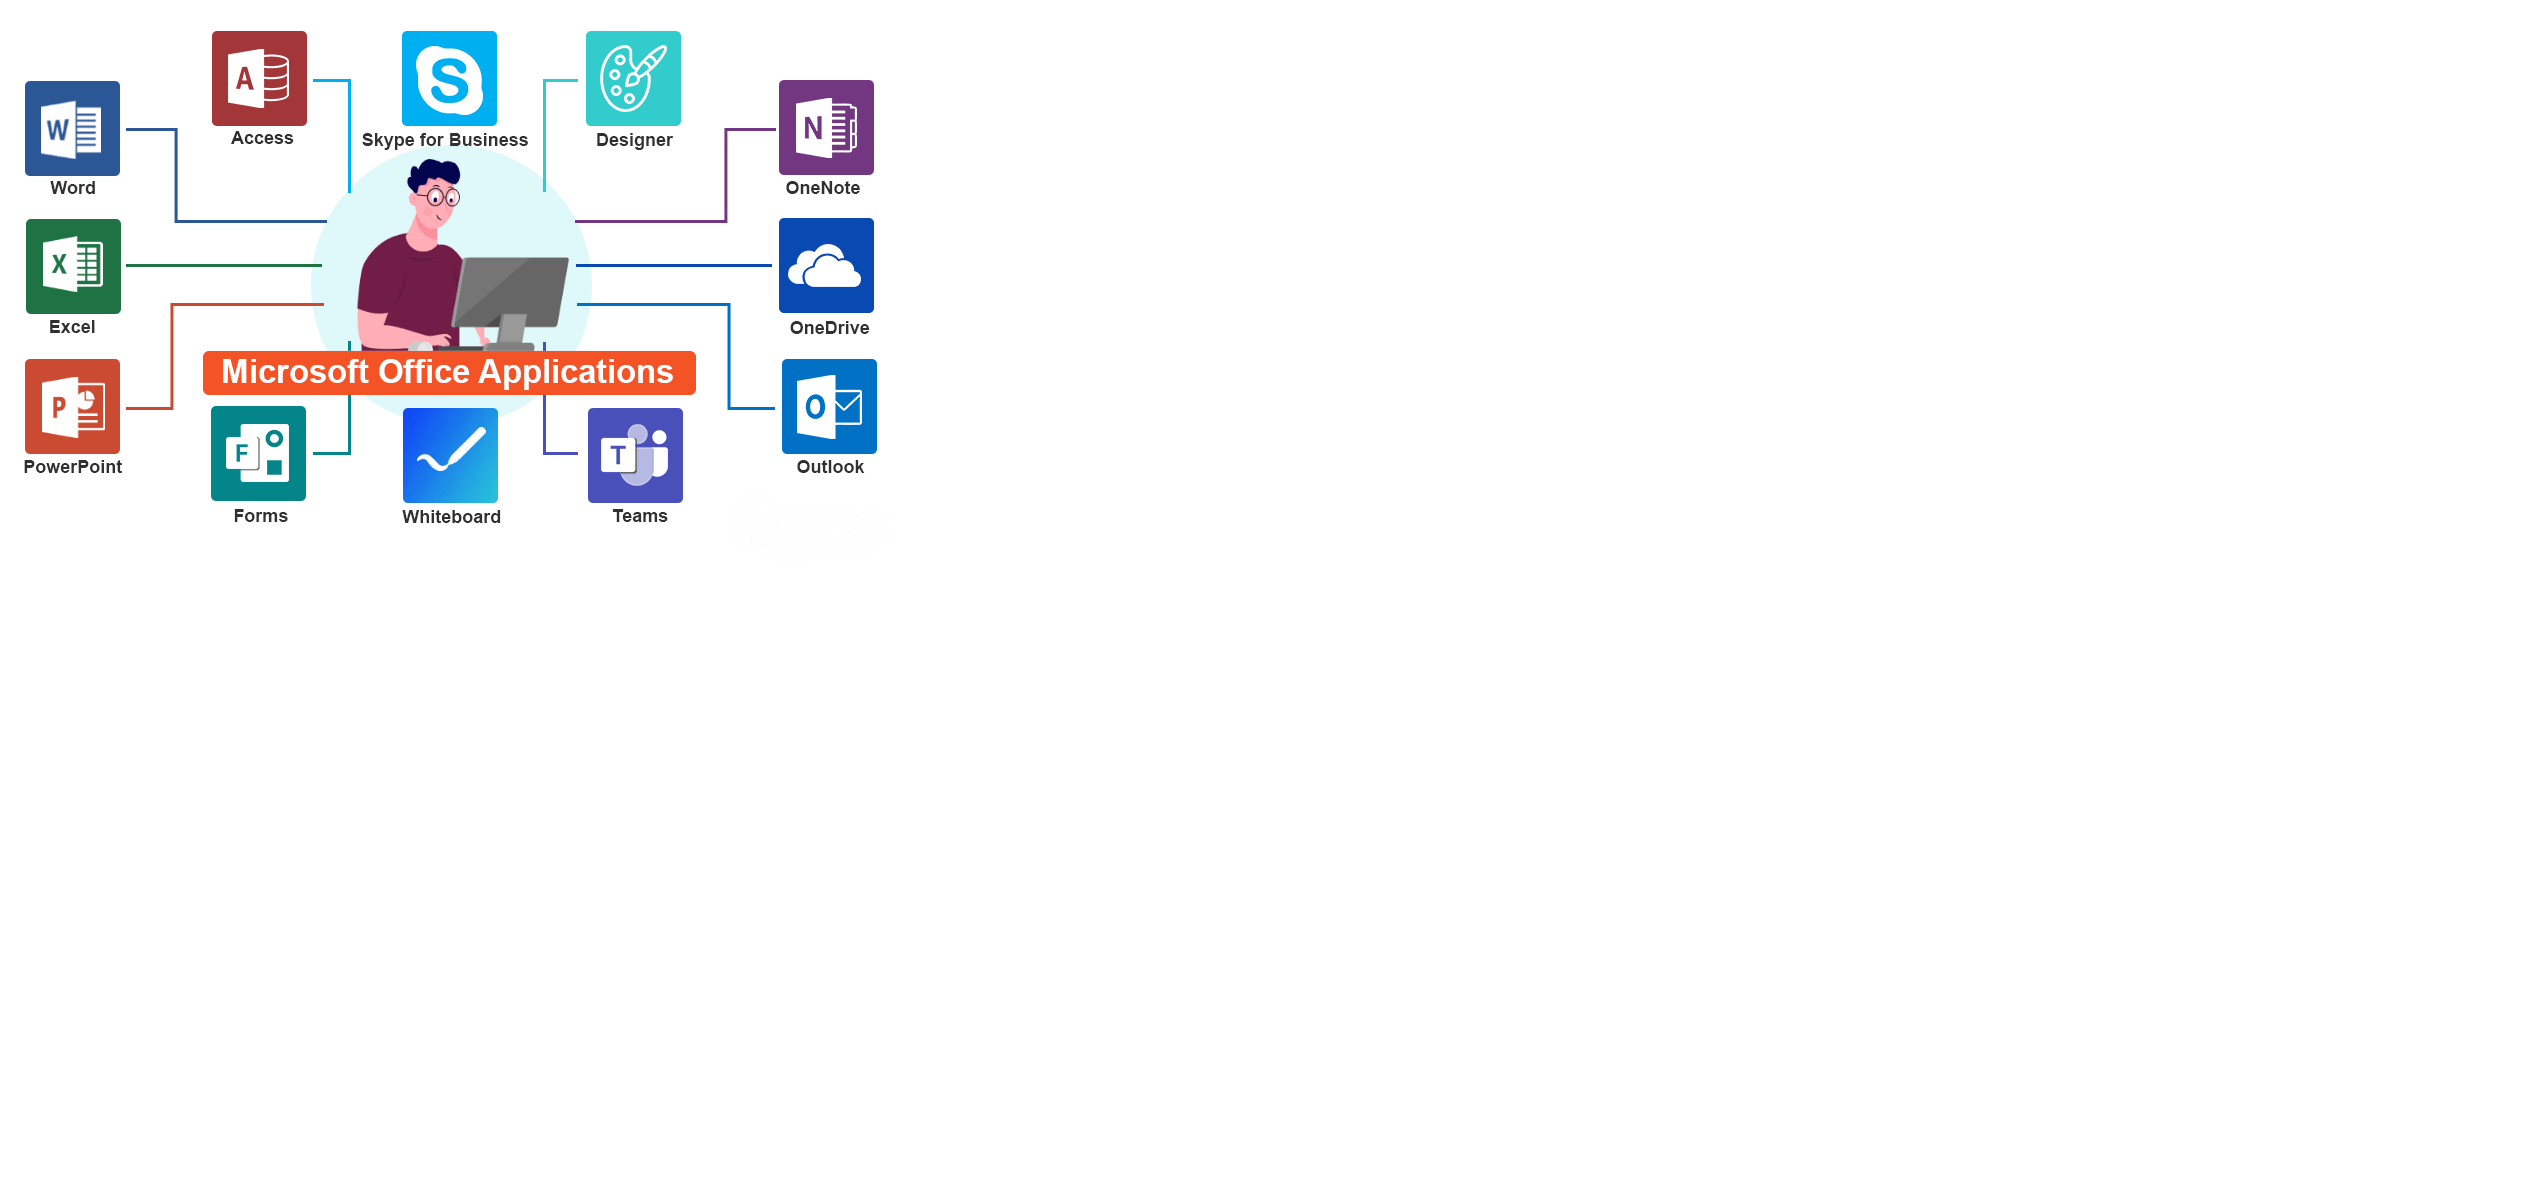 Access
Skype for Business
Designer
Word
OneNote
Excel
OneDrive
Microsoft Office Applications
PowerPoint
Outlook
Forms
Whiteboard
Teams
A
S
W
N
X
P
O
F
T